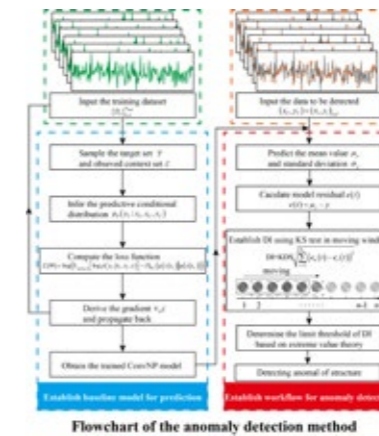 Input the training dataset
Sample the target set
and observed context set
Infer the predictive conditional
distribution
Compute the loss function
Derive the gradient
and propagate back
Obtain the trained ConvNP model
Establish baseline model for prediction
Input the data to be detected
Predict the mean value
and standard deviation
Caculate model residual
Establish DI using KS test in moving window
moving
1 2 n-1
Determine the limit threshold of DI
based on extreme value theory
Detecting anomal of structure
Establish workflow for anomaly detec
Flowchart of the anomaly detection method